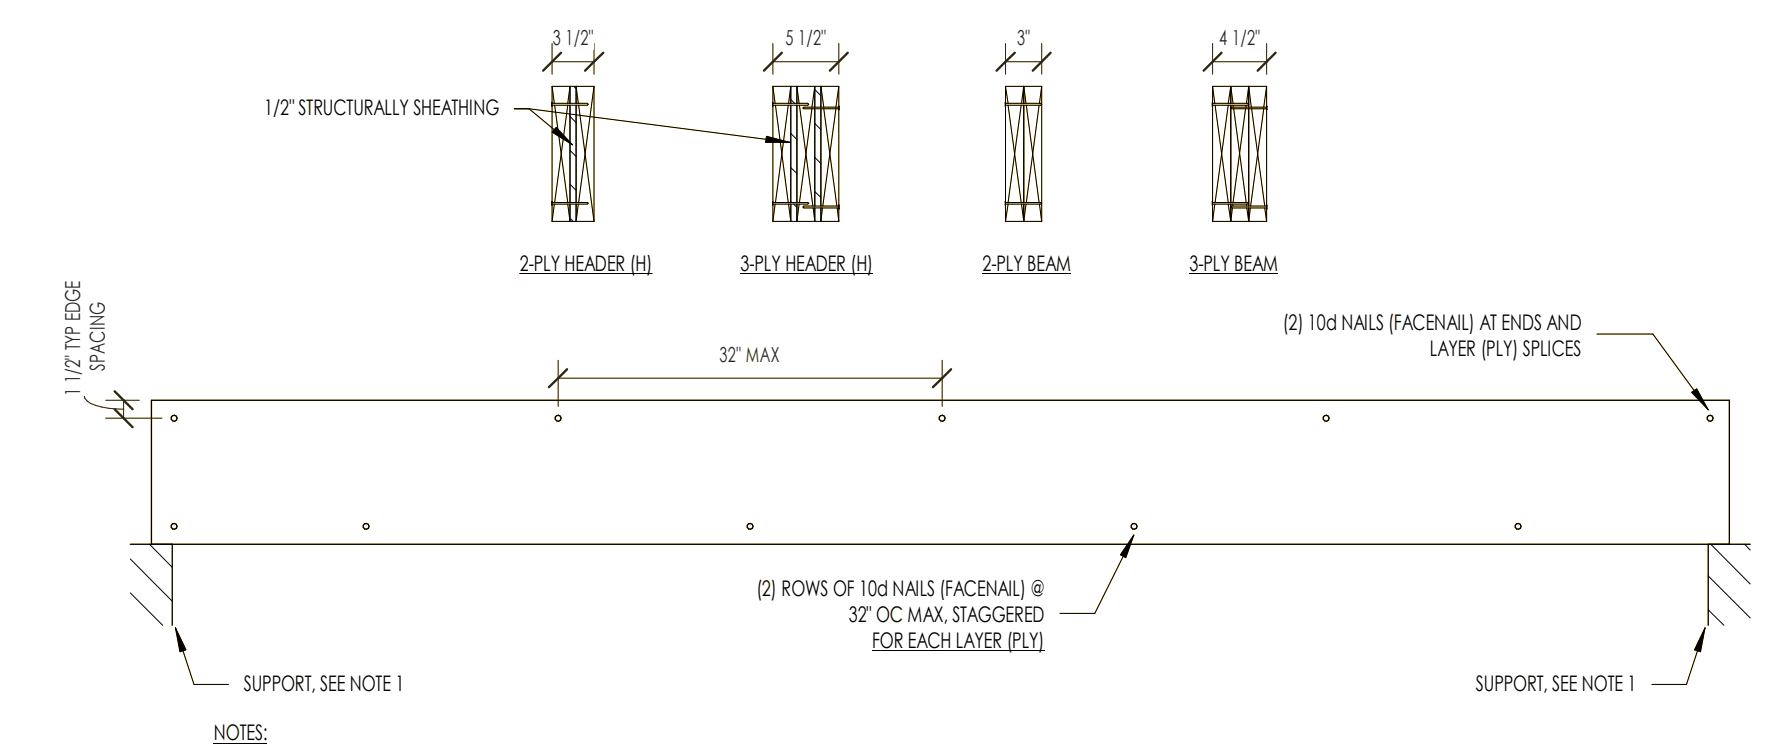 3 1/2"
5 1/2"
3"
4 1/2"
1/2" STRUCTURALLY SHEATHING
2-PLY HEADER (H)
3-PLY HEADER (H)
2-PLY BEAM
3-PLY BEAM
1 1/2" TYP EDGE
SPACING
32" MAX
(2) 10d NAILS (FACENAIL) AT ENDS AND
LAYER (PLY) SPLICES
(2) ROWS OF 10d NAILS (FACENAIL) @
32" OC MAX, STAGGERED
FOR EACH LAYER (PLY)
SUPPORT, SEE NOTE 1
SUPPORT, SEE NOTE 1
NOTES: